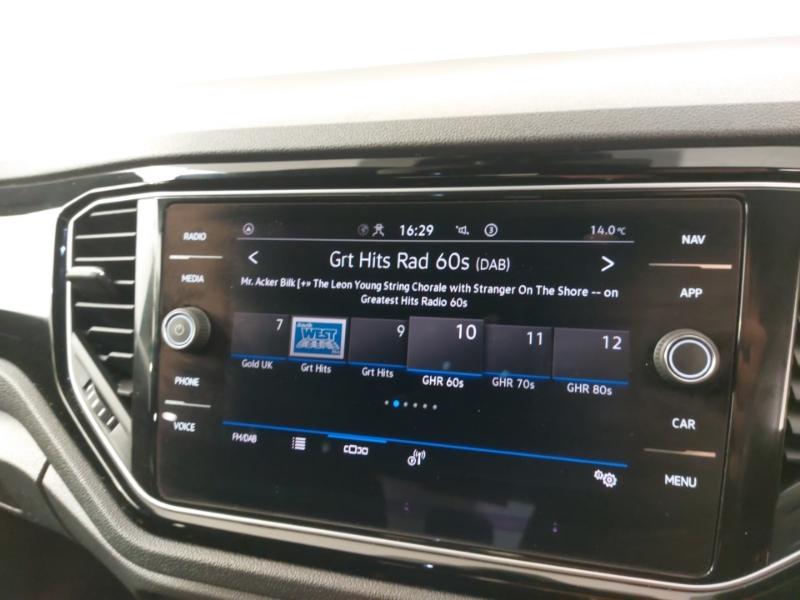 RADIO
MEDIA
PHONE
VOICE
16:29
3
14.0°C
< Grt Hits Rad 60s (DAB) >
Mr. Acker Bilk [+» The Leon Young String Chorale with Stranger On The Shore -- on
Greatest Hits Radio 60s
7 9 10 11 12
WEST
Gold UK Grt Hits Grt Hits GHR 60s GHR 70s GHR 80s
FM/DAB
NAV
APP
CAR
MENU